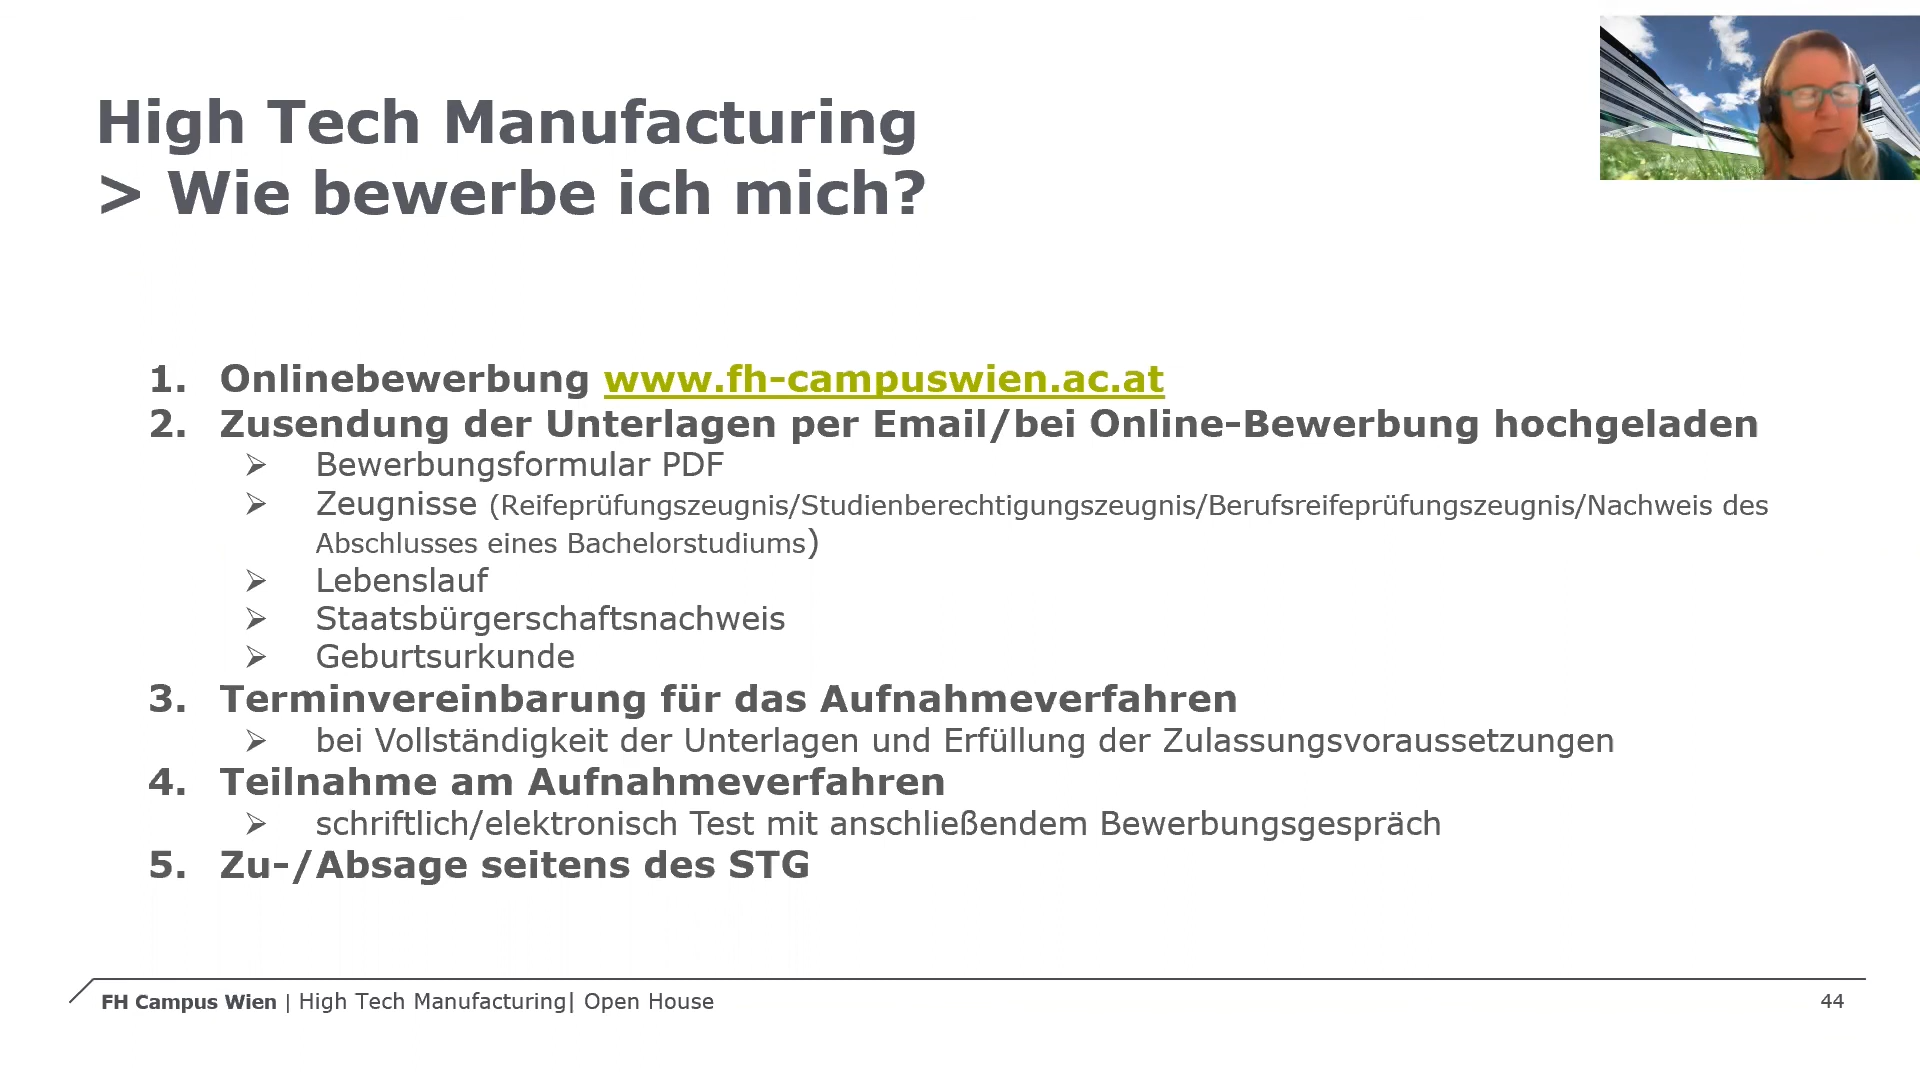 High Tech Manufacturing
> Wie bewerbe ich mich?
1. Onlinebewerbung www.fh-campuswien.ac.at
2. Zusendung der Unterlagen per Email/bei Online-Bewerbung hochgeladen
➢ Bewerbungsformular PDF
➢ Zeugnisse (Reifeprüfungszeugnis/Studienberechtigungszeugnis/Berufsreifeprüfungszeugnis/Nachweis des
Abschlusses eines Bachelorstudiums)
➢ Lebenslauf
➢ Staatsbürgerschaftsnachweis
➢ Geburtsurkunde
3. Terminvereinbarung für das Aufnahmeverfahren
➢ bei Vollständigkeit der Unterlagen und Erfüllung der Zulassungsvoraussetzungen
4. Teilnahme am Aufnahmeverfahren
➢ schriftlich/elektronisch Test mit anschließendem Bewerbungsgespräch
5. Zu-/Absage seitens des STG
FH Campus Wien | High Tech Manufacturing| Open House
44